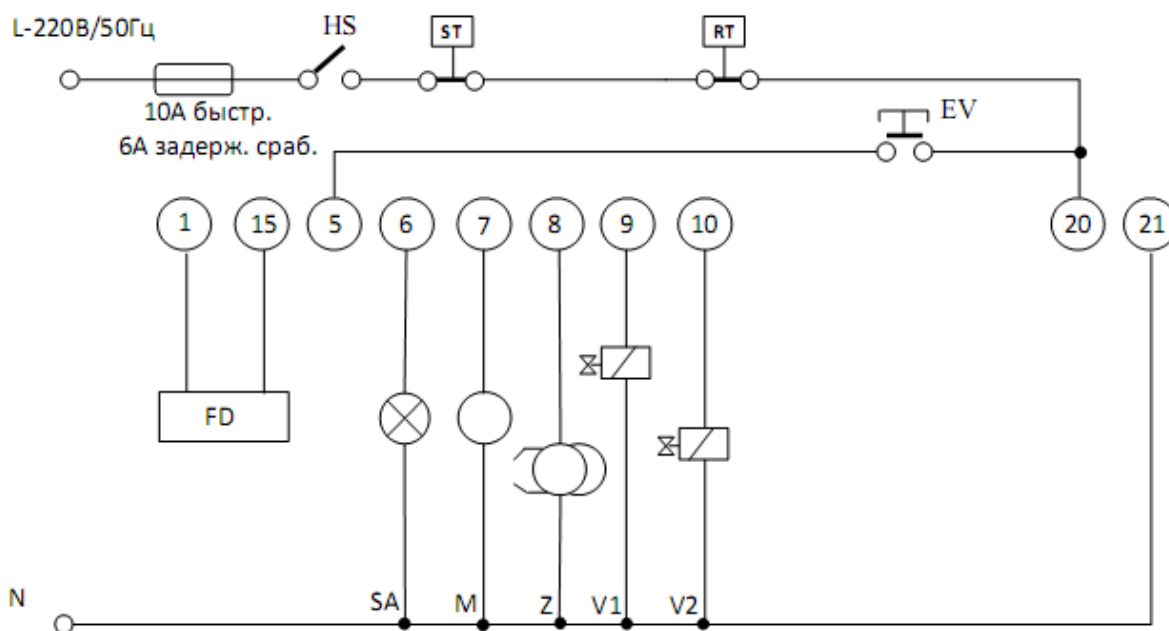 L-220В/50Гц
HS
ST
RT
10А быстр.
6А задерж. сраб.
EV
1 15 5 6 7 8 9 10 20 21
FD
N
SA M Z V1 V2